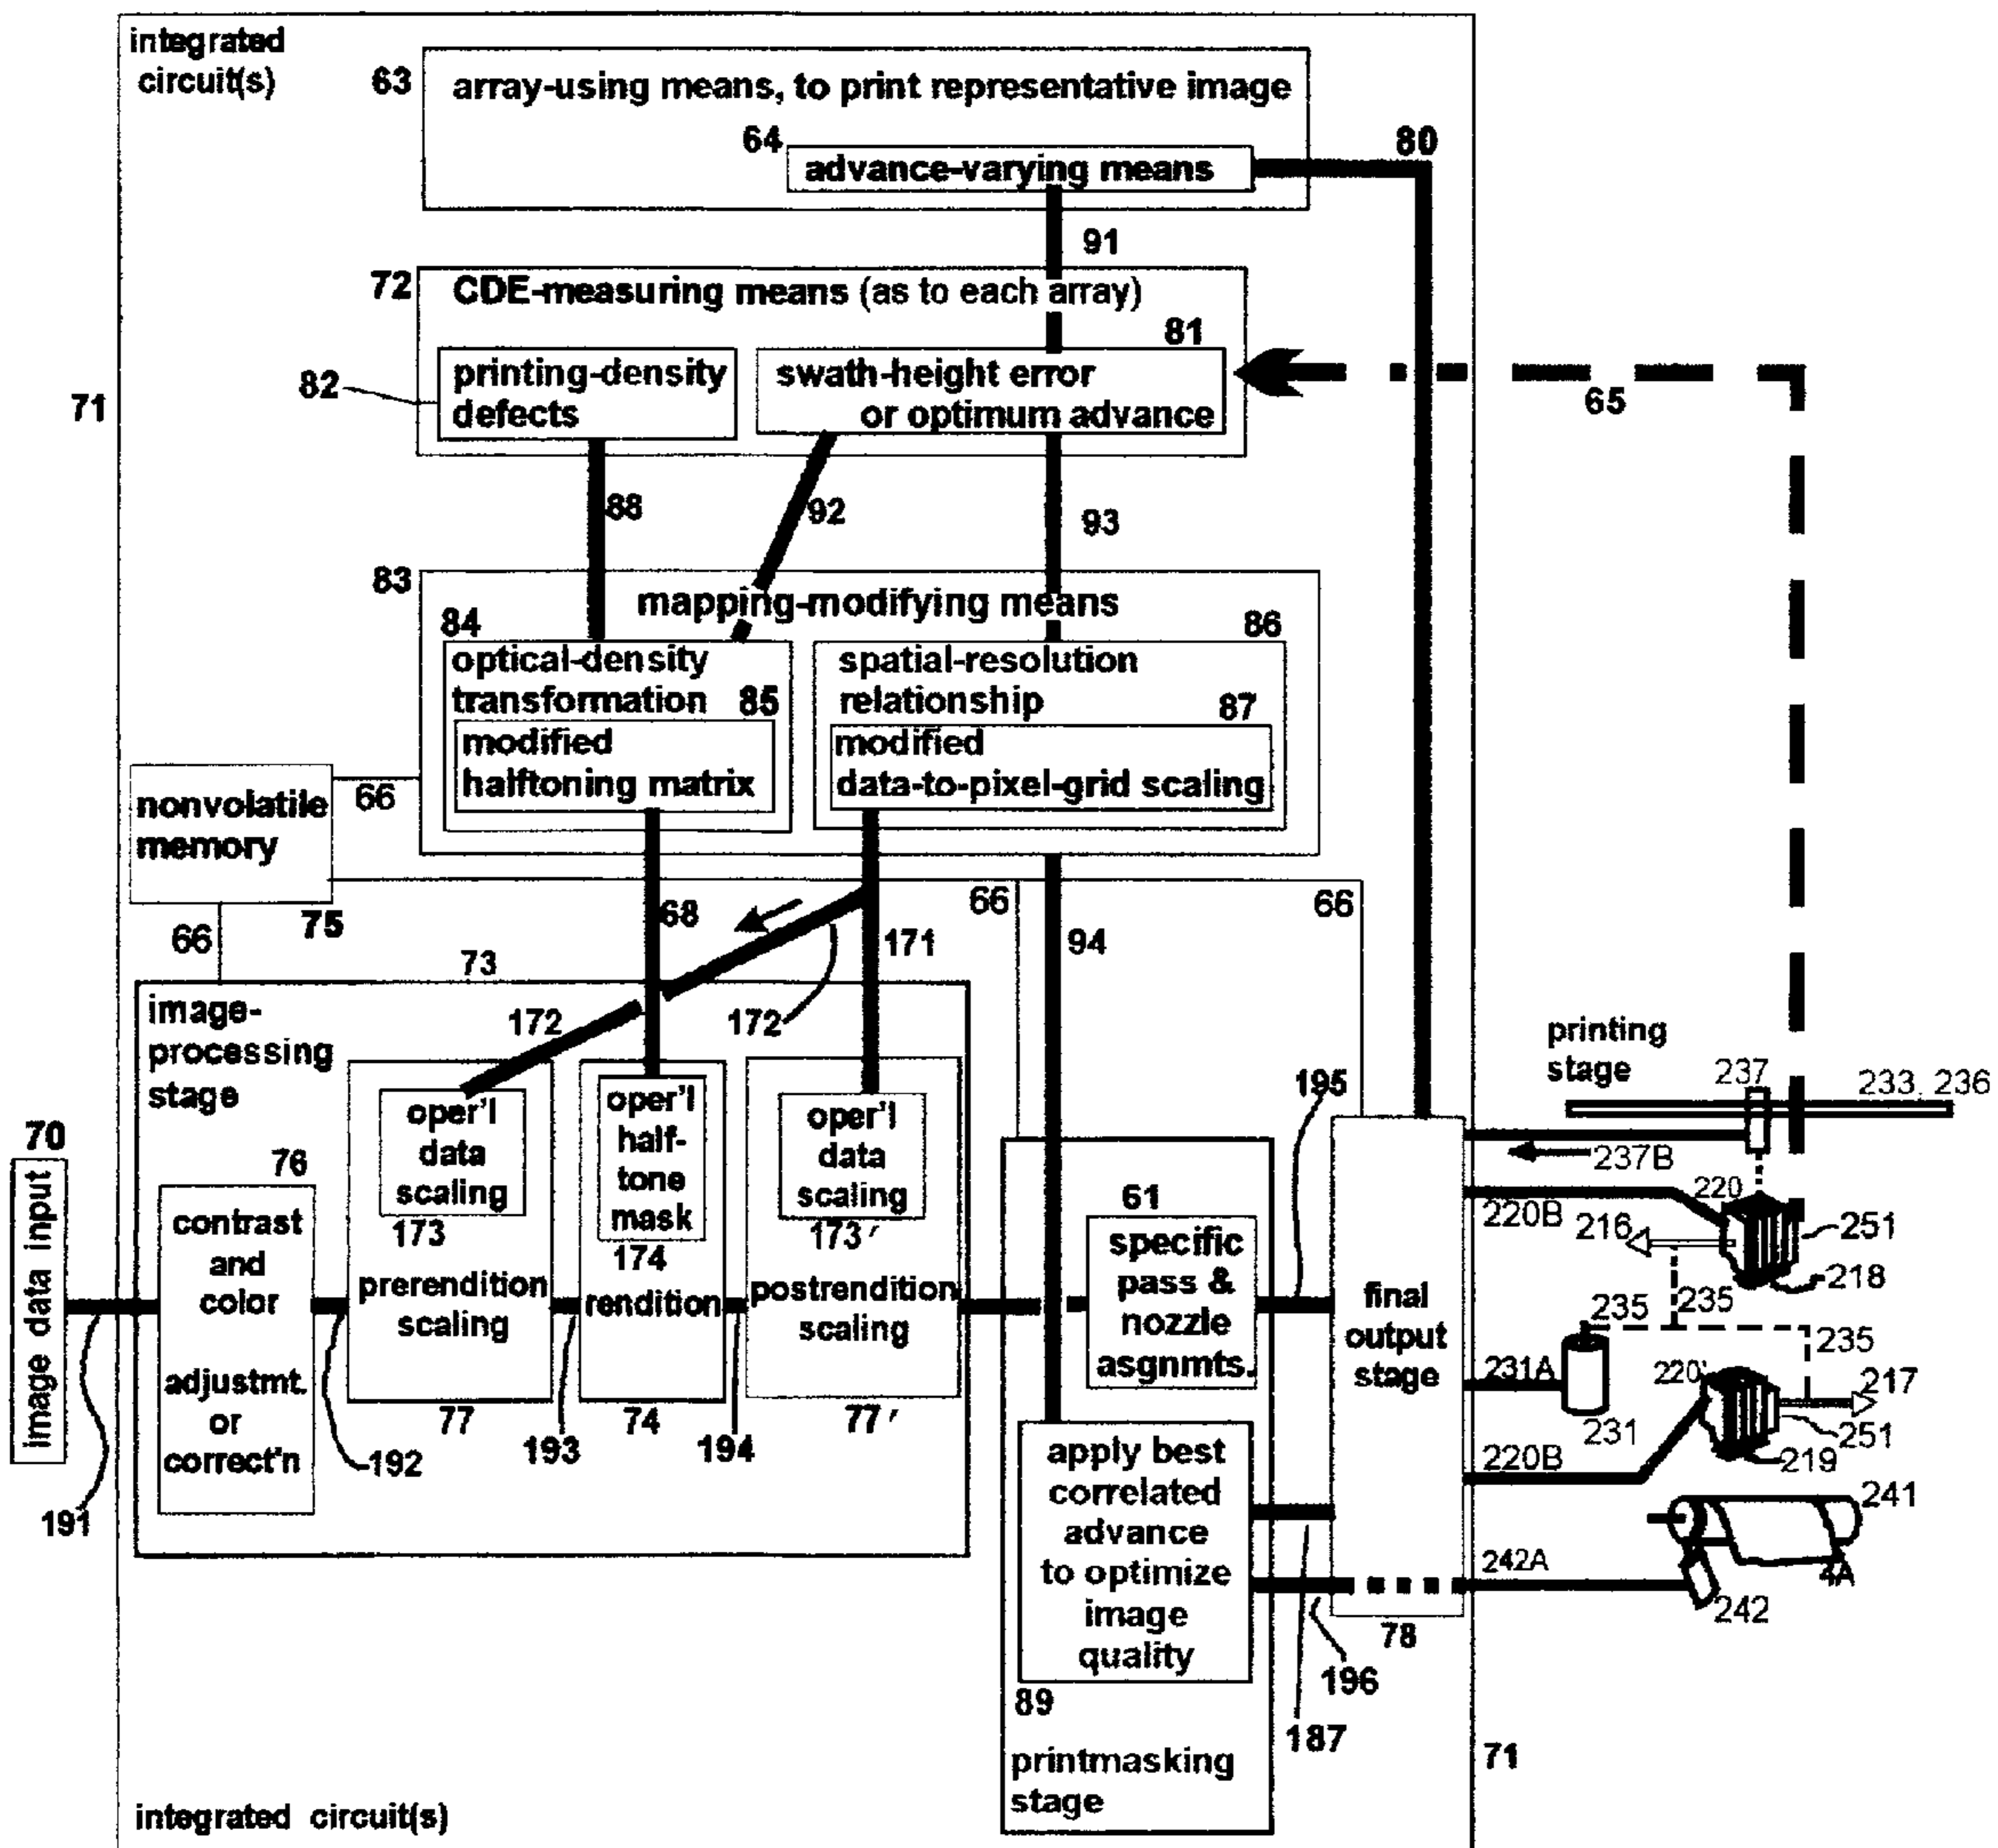 integrated
circuit(s)
63
array-using means, to print representative image
64
advance-varying means
80
91
72
CDE-measuring means (as to each array)
81
82
printing-density
defects
swath-height error
or optimum advance
65
71
88
92
93
83
mapping-modifying means
84
86
optical-density
transformation
85
spatial-resolution
relationship
87
modified
halftoning matrix
modified
data-to-pixel-grid scaling
nonvolatile
memory
66
75
66
68
66
66
171
94
73
172
172
image-
processing
stage
printing
stage
237
233, 236
195
237B
70
image data input
76
oper'l
data
scaling
173
oper'l
half-
tone
mask
174
oper'l
data
scaling
173'
61
contrast
and
color
adjustmt.
or
correct'n
prerendition
scaling
rendition
postrendition
scaling
specific
pass &
nozzle
asgnmts.
final
output
stage
220
220B
216
251
218
235
235
235
231A
231
220'
217
251
219
220B
77
193
74
194
77'
191
192
apply best
correlated
advance
to optimize
image
quality
241
242A
4A
242
78
196
187
89
printmasking
stage
71
integrated circuit(s)